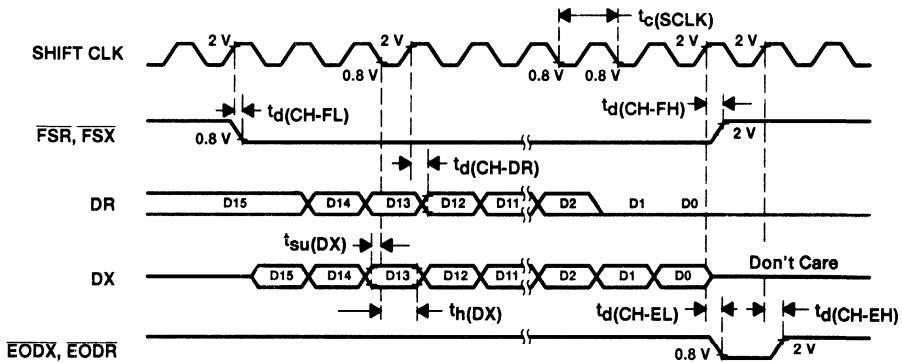 tc(SCLK)
SHIFT CLK 2 V 2 V 2 V 2 V
0.8 V 0.8 V 0.8 V
td(CH-FL) td(CH-FH)
FSR, FSX 0.8 V 2 V
td(CH-DR)
DR D15 D14 D13 D12 D11 D2 D1 D0
tsu(DX)
Don't Care
DX D15 D14 D13 D12 D11 D2 D1 D0
th(DX) td(CH-EL) td(CH-EH)
EODX, EODR 0.8 V 2 V